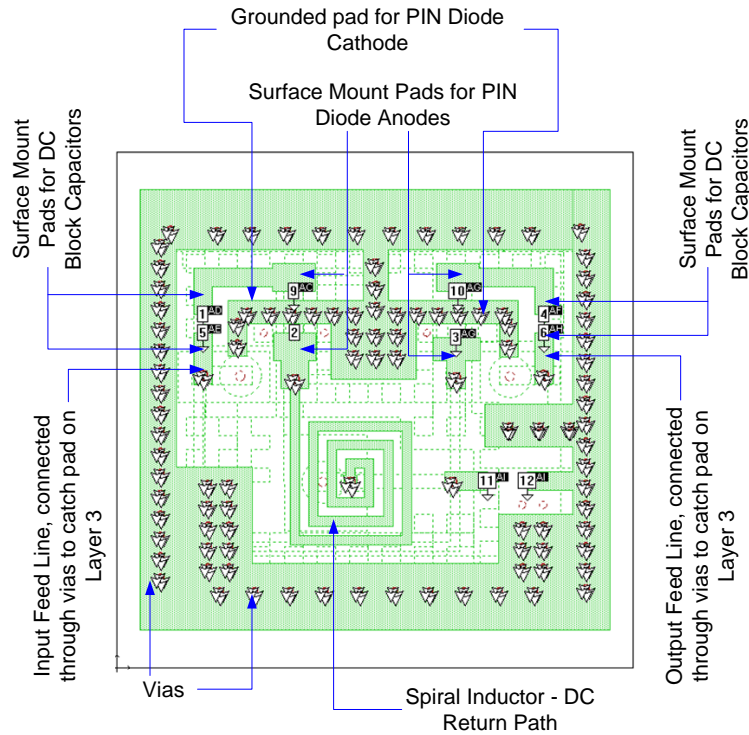 Grounded pad for PIN Diode
Cathode
Surface Mount Pads for PIN
Diode Anodes
Surface Mount
Pads for DC
Block Capacitors
Surface Mount
Pads for DC
Block Capacitors
9 AC
10 AG
1 AD
4 AF
5 AE
2
3 AG
6 AH
11 AI
12 AI
Input Feed Line, connected
through vias to catch pad on
Layer 3
Output Feed Line, connected
through vias to catch pad on
Layer 3
Vias
Spiral Inductor - DC
Return Path